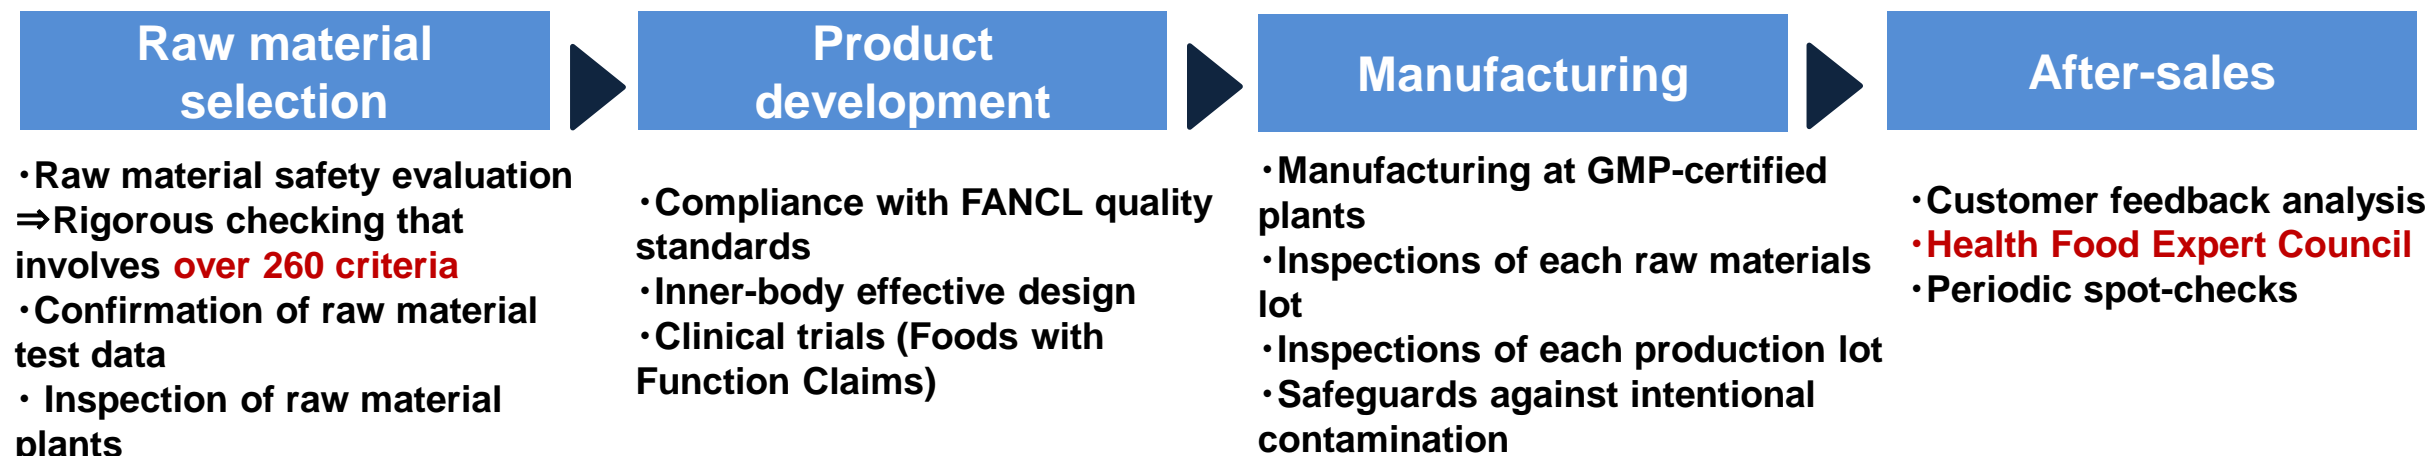 Raw material
selection
・Raw material safety evaluation
⇒Rigorous checking that
involves over 260 criteria
・Confirmation of raw material
test data
・ Inspection of raw material
plants
Product
development
・Compliance with FANCL quality
standards
・Inner-body effective design
・Clinical trials (Foods with
Function Claims)
Manufacturing
・Manufacturing at GMP-certified
plants
・Inspections of each raw materials
lot
・Inspections of each production lot
・Safeguards against intentional
contamination
After-sales
・Customer feedback analysis
・Health Food Expert Council
・Periodic spot-checks